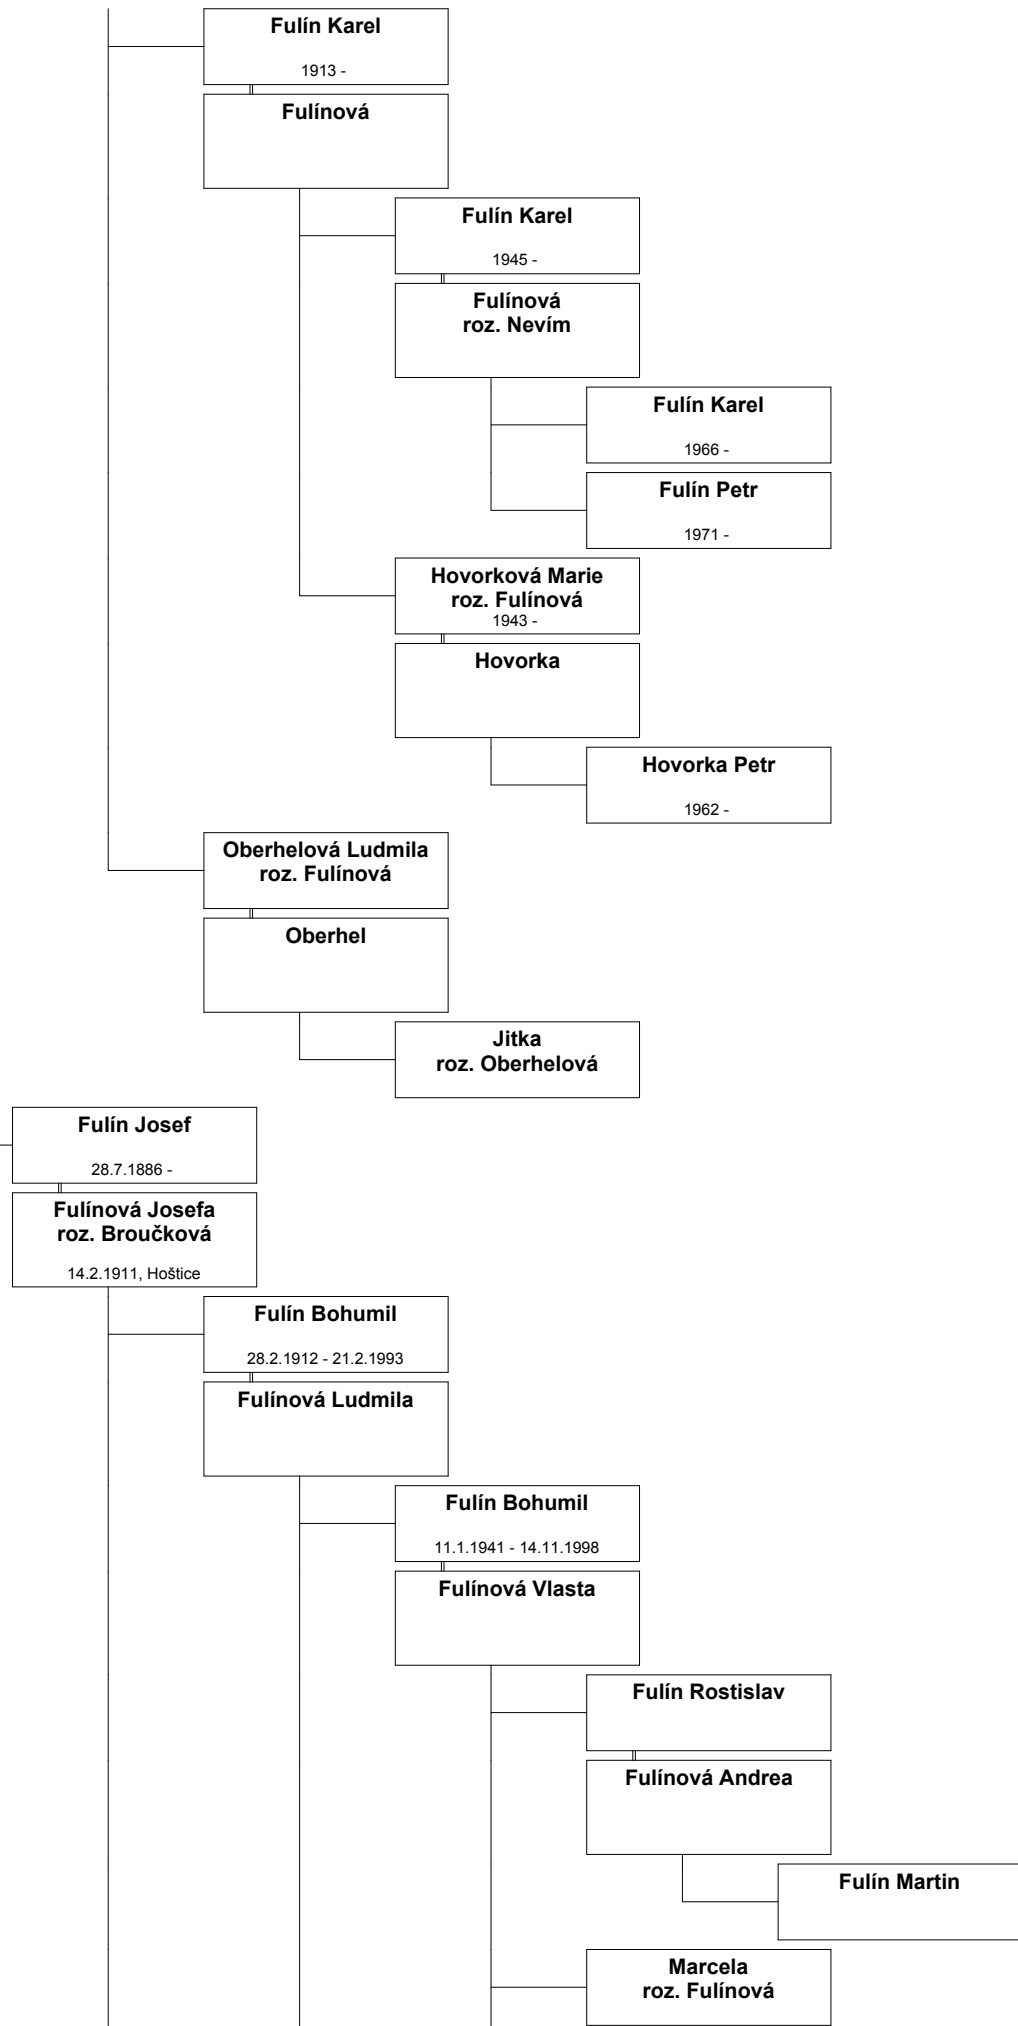 Fulín Karel
1913 -
Fulínová
Fulín Karel
1945 -
Fulínová
roz. Nevím
Fulín Karel
1966 -
Fulín Petr
1971 -
Hovorková Marie
roz. Fulínová
1943 -
Hovorka
Hovorka Petr
1962 -
Oberhelová Ludmila
roz. Fulínová
Oberhel
Jitka
roz. Oberhelová
Fulín Josef
28.7.1886 -
Fulínová Josefa
roz. Broučková
14.2.1911, Hoštice
Fulín Bohumil
28.2.1912 - 21.2.1993
Fulínová Ludmila
Fulín Bohumil
11.1.1941 - 14.11.1998
Fulínová Vlasta
Fulín Rostislav
Fulínová Andrea
Fulín Martin
Marcela
roz. Fulínová